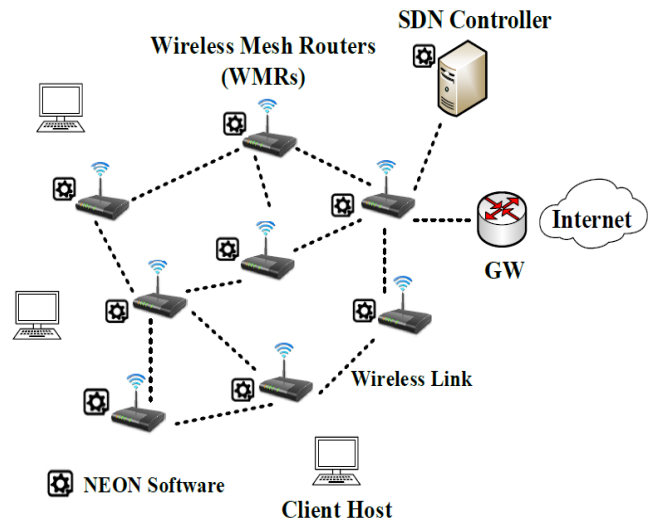 SDN Controller
Wireless Mesh Routers
(WMRs)
Internet
GW
Wireless Link
NEON Software
Client Host